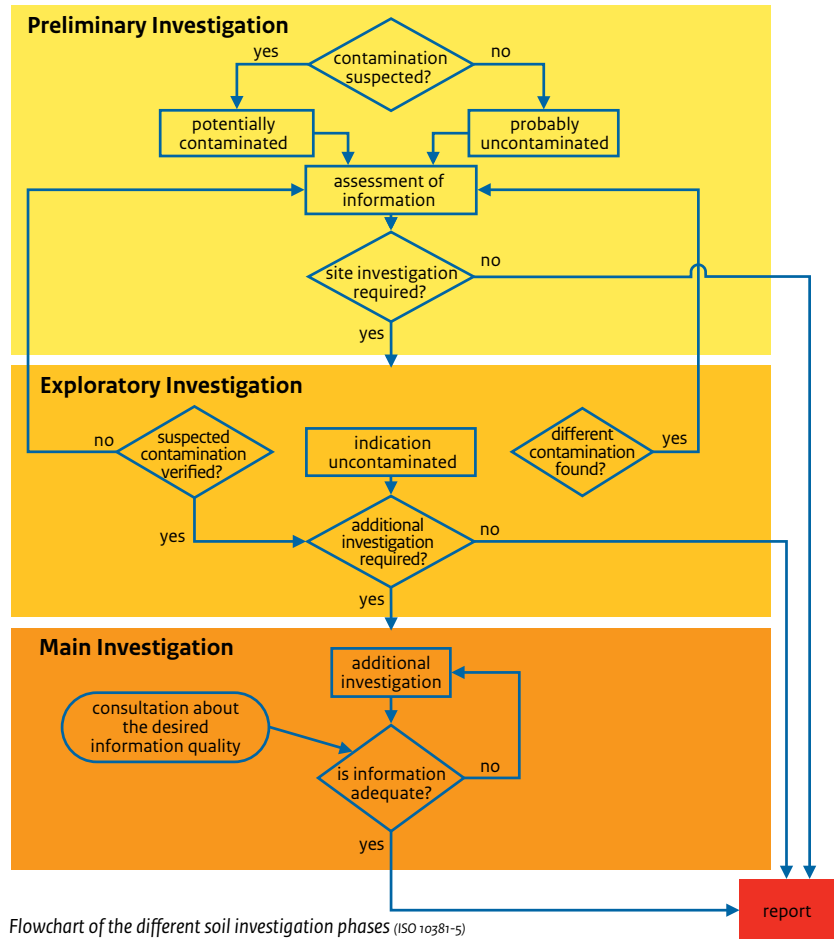 Preliminary Investigation
yes
contamination
suspected?
no
potentially
contaminated
probably
uncontaminated
assessment of
information
site investigation
required?
no
yes
Exploratory Investigation
no
suspected
contamination
verified?
indication
uncontaminated
different
contamination
found?
yes
yes
additional
investigation
required?
no
yes
Main Investigation
additional
investigation
consultation about
the desired
information quality
is information
adequate?
no
yes
report
Flowchart of the different soil investigation phases (ISO 10381-5)